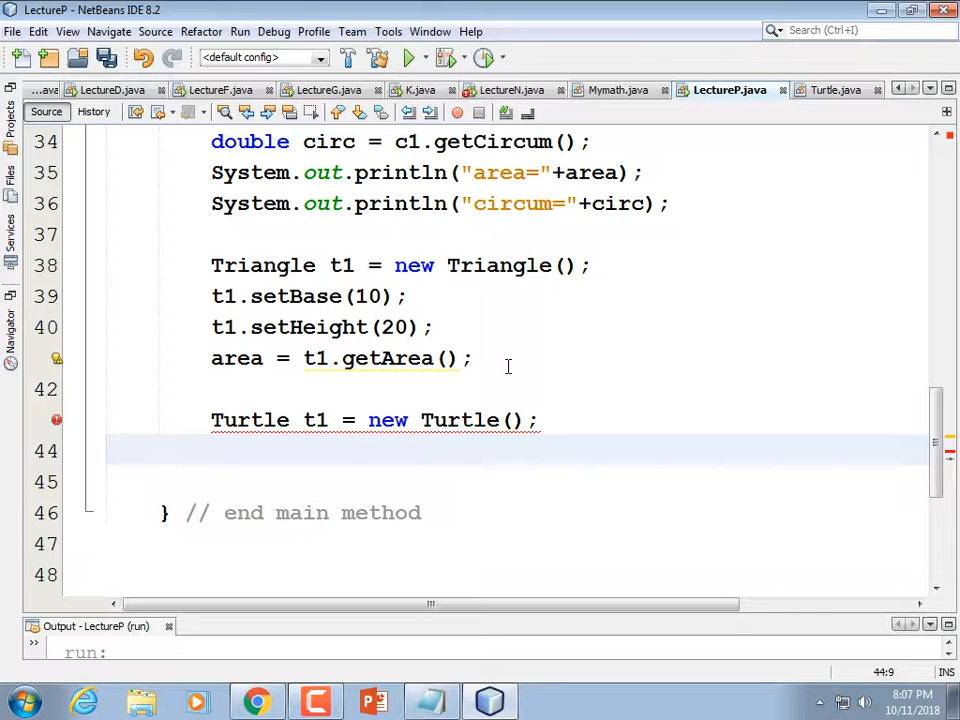 LectureP - NetBeans IDE 8.2
File Edit View Navigate Source Refactor Run Debug Profile Team Tools Window Help
Search (Ctrl+I)
<default config>
...ava LectureD.java LectureF.java LectureG.java K.java LectureN.java Mymath.java LectureP.java Turtle.java
Source History
Projects
Files
Services
Navigator
34 double circ = c1.getCircum();
35 System.out.println("area="+area);
36 System.out.println("circum="+circ);
37
38 Triangle t1 = new Triangle();
39 t1.setBase(10);
40 t1.setHeight(20);
area = t1.getArea();
42
Turtle t1 = new Turtle();
44
45
46 } // end main method
47
48
Output - LectureP (run)
>> run:
44:9 INS
8:07 PM
10/11/2018